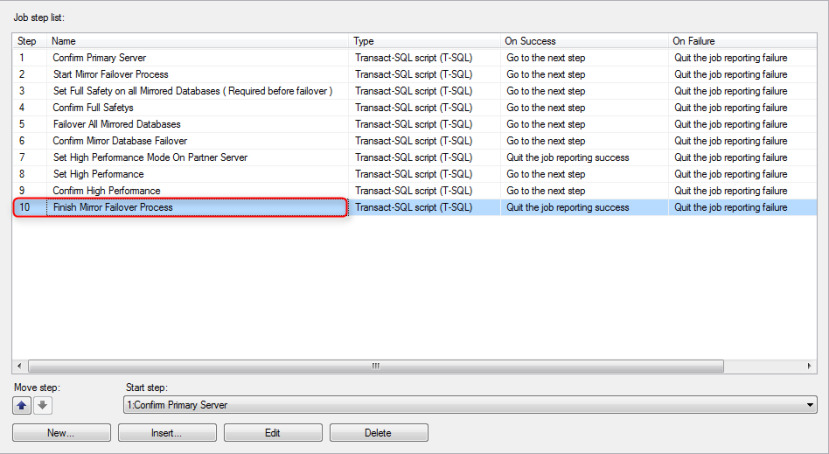 Job step list:
Step Name Type On Success On Failure
1 Confirm Primary Server Transact-SQL script (T-SQL) Go to the next step Quit the job reporting failure
2 Start Mirror Failover Process Transact-SQL script (T-SQL) Go to the next step Quit the job reporting failure
3 Set Full Safety on all Mirrored Databases ( Required before failover ) Transact-SQL script (T-SQL) Go to the next step Quit the job reporting failure
4 Confirm Full Safetys Transact-SQL script (T-SQL) Go to the next step Quit the job reporting failure
5 Failover All Mirrored Databases Transact-SQL script (T-SQL) Go to the next step Quit the job reporting failure
6 Confirm Mirror Database Failover Transact-SQL script (T-SQL) Go to the next step Quit the job reporting failure
7 Set High Performance Mode On Partner Server Transact-SQL script (T-SQL) Quit the job reporting success Quit the job reporting failure
8 Set High Performance Transact-SQL script (T-SQL) Go to the next step Quit the job reporting failure
9 Confirm High Performance Transact-SQL script (T-SQL) Go to the next step Quit the job reporting failure
10 Finish Mirror Failover Process Transact-SQL script (T-SQL) Quit the job reporting success Quit the job reporting failure
Move step: Start step:
1:Confirm Primary Server
New... Insert... Edit Delete